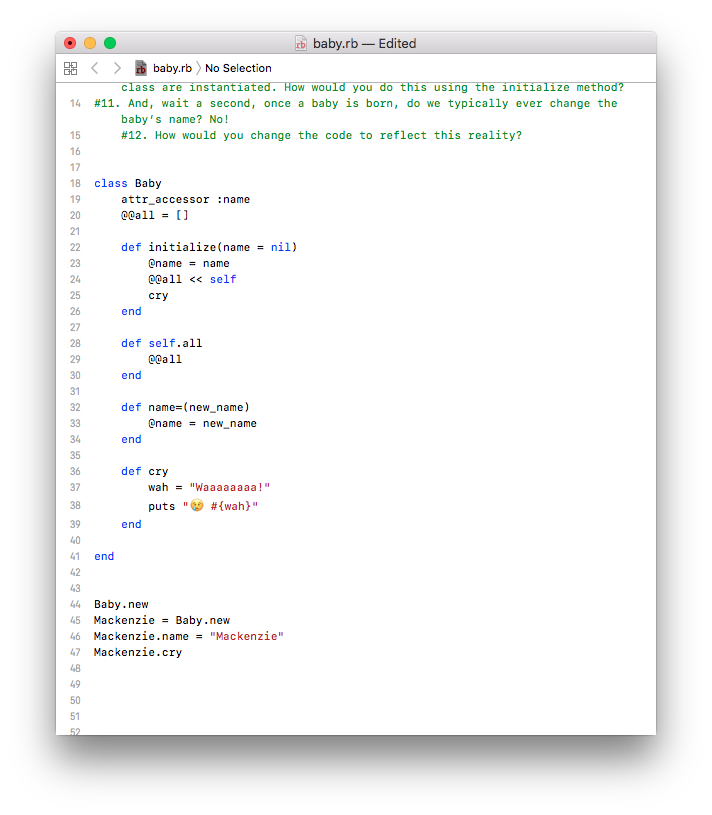 baby.rb — Edited
baby.rb No Selection
class are instantiated. How would you do this using the initialize method?
14 #11. And, wait a second, once a baby is born, do we typically ever change the
baby’s name? No!
15 #12. How would you change the code to reflect this reality?
16
17
18 class Baby
19 attr_accessor :name
20 @@all = []
21
22 def initialize(name = nil)
23 @name = name
24 @@all << self
25 cry
26 end
27
28 def self.all
29 @@all
30 end
31
32 def name=(new_name)
33 @name = new_name
34 end
35
36 def cry
37 wah = "Waaaaaaaa!"
38 puts "😢 #{wah}"
39 end
40
41 end
42
43
44 Baby.new
45 Mackenzie = Baby.new
46 Mackenzie.name = "Mackenzie"
47 Mackenzie.cry
48
49
50
51
52